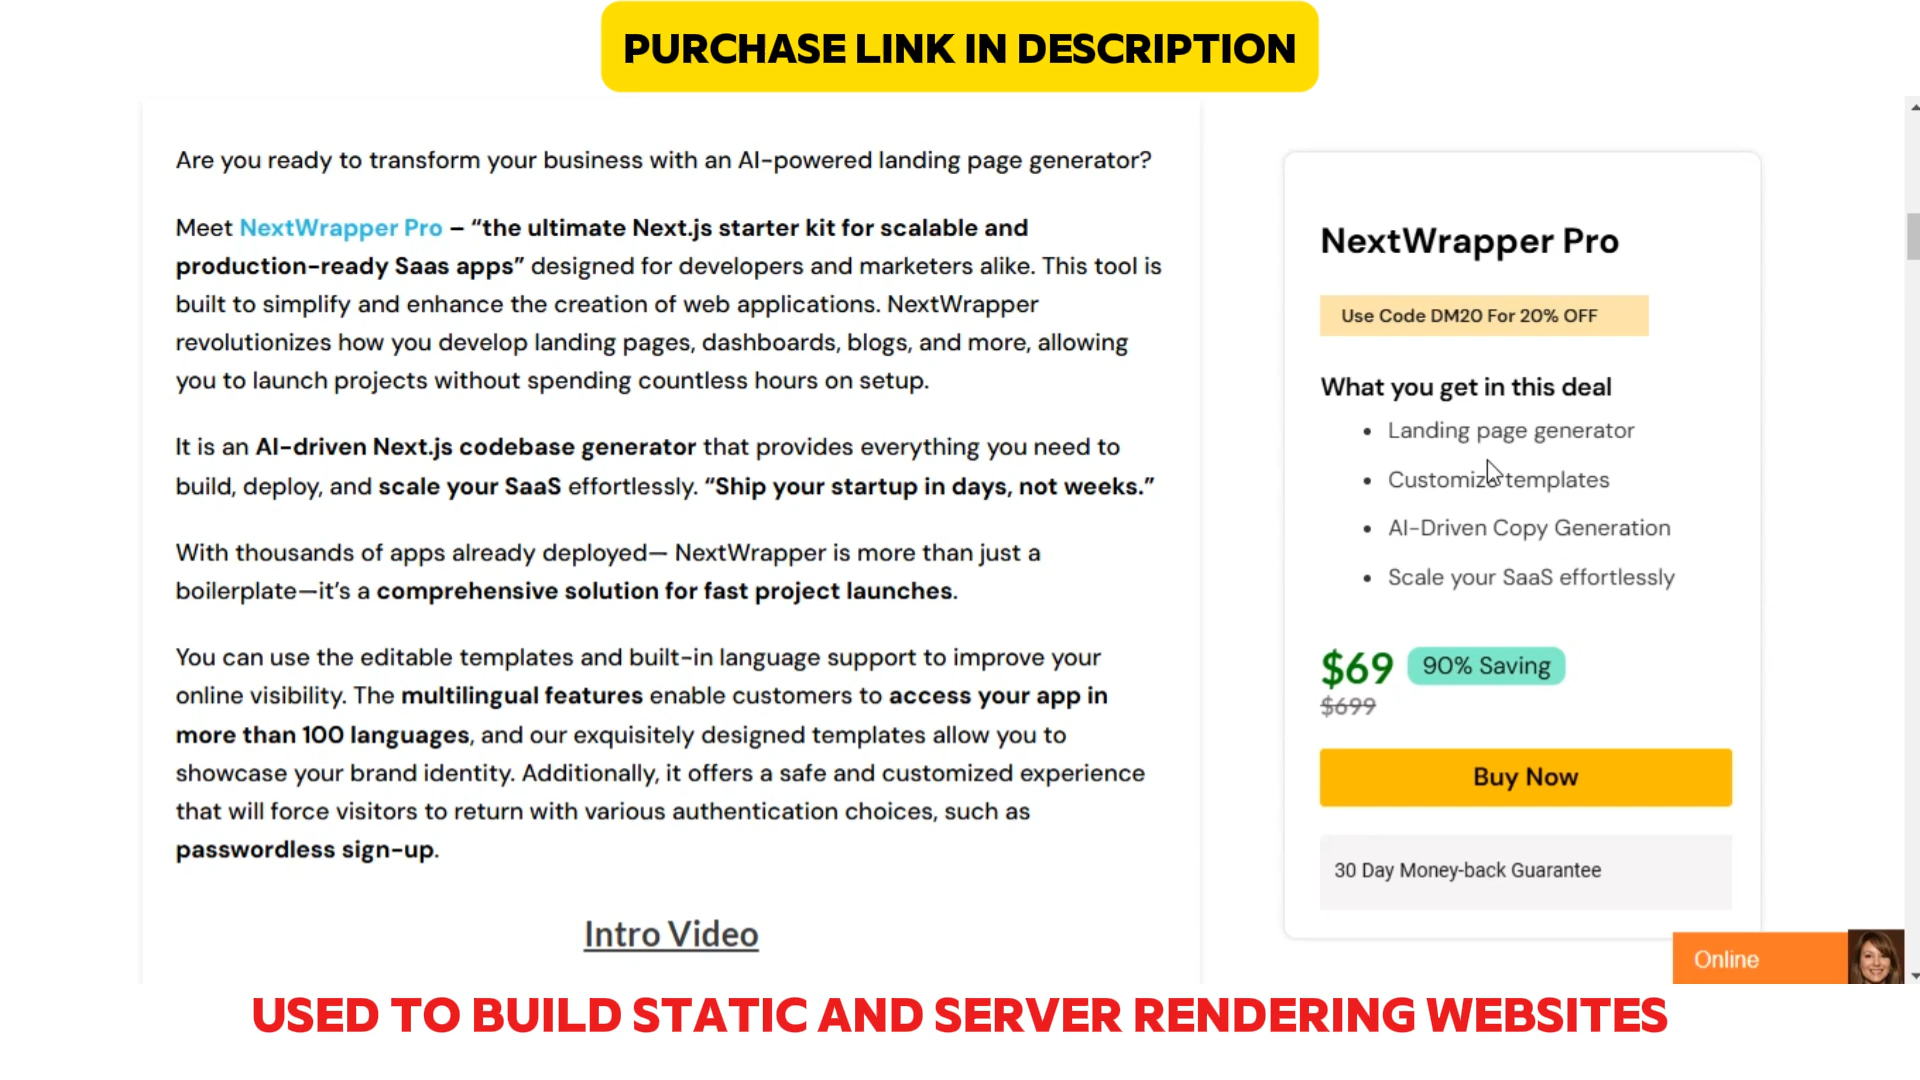 PURCHASE LINK IN DESCRIPTION
Are you ready to transform your business with an AI-powered landing page generator?
Meet NextWrapper Pro – “the ultimate Next.js starter kit for scalable and
production-ready Saas apps” designed for developers and marketers alike. This tool is
built to simplify and enhance the creation of web applications. NextWrapper
revolutionizes how you develop landing pages, dashboards, blogs, and more, allowing
you to launch projects without spending countless hours on setup.
It is an AI-driven Next.js codebase generator that provides everything you need to
build, deploy, and scale your SaaS effortlessly. “Ship your startup in days, not weeks.”
With thousands of apps already deployed— NextWrapper is more than just a
boilerplate—it’s a comprehensive solution for fast project launches.
You can use the editable templates and built-in language support to improve your
online visibility. The multilingual features enable customers to access your app in
more than 100 languages, and our exquisitely designed templates allow you to
showcase your brand identity. Additionally, it offers a safe and customized experience
that will force visitors to return with various authentication choices, such as
passwordless sign-up.
Intro Video
NextWrapper Pro
Use Code DM20 For 20% OFF
What you get in this deal
Landing page generator
Customize templates
AI-Driven Copy Generation
Scale your SaaS effortlessly
$69 90% Saving
$699
Buy Now
30 Day Money-back Guarantee
Online
USED TO BUILD STATIC AND SERVER RENDERING WEBSITES